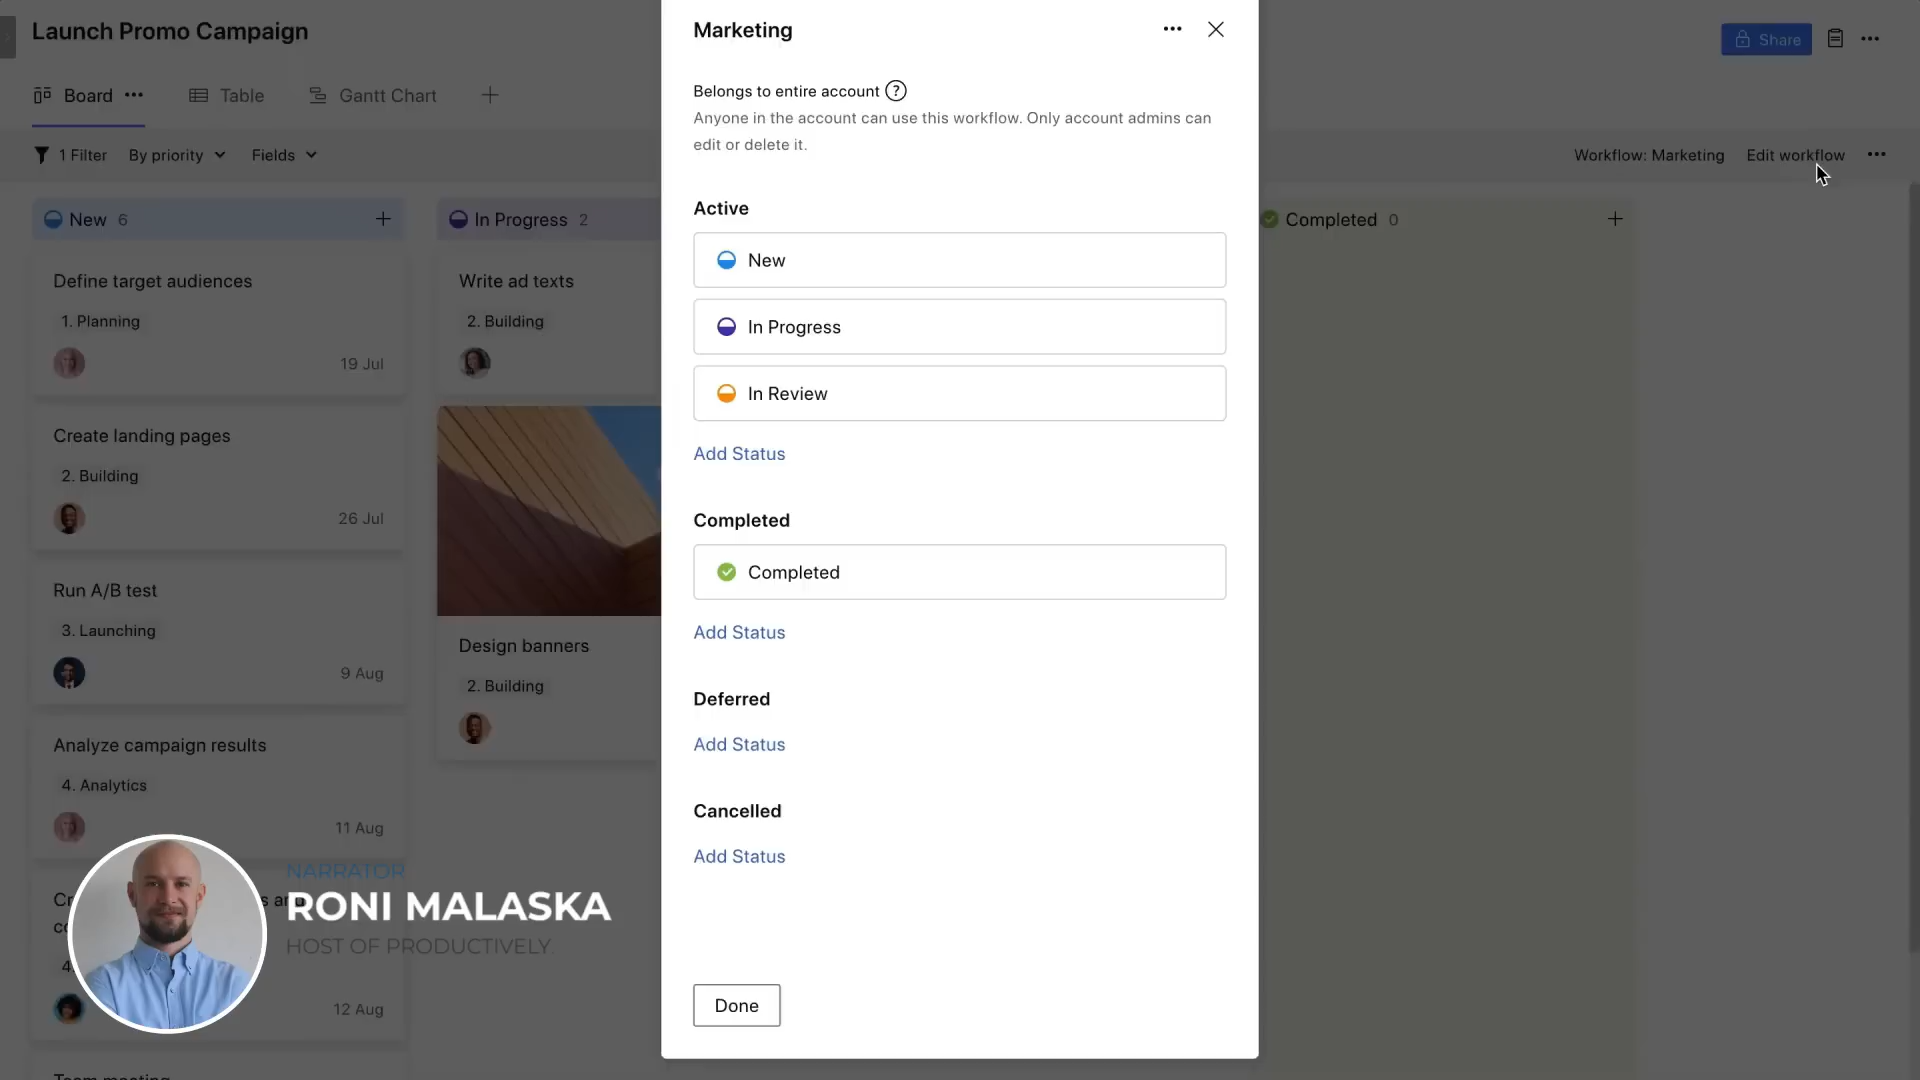 Launch Promo Campaign
Share
Board
Table
Gantt Chart
1 Filter
By priority
Fields
Workflow: Marketing
Edit workflow
New 6
Define target audiences
1. Planning
19 Jul
Create landing pages
2. Building
26 Jul
Run A/B test
3. Launching
9 Aug
Analyze campaign results
4. Analytics
11 Aug
12 Aug
In Progress 2
Write ad texts
2. Building
Design banners
2. Building
Marketing
Belongs to entire account ?
Anyone in the account can use this workflow. Only account admins can
edit or delete it.
Active
New
In Progress
In Review
Add Status
Completed
Completed
Add Status
Deferred
Add Status
Cancelled
Add Status
Done
Completed 0
NARRATOR
RONI MALASKA
HOST OF PRODUCTIVELY.